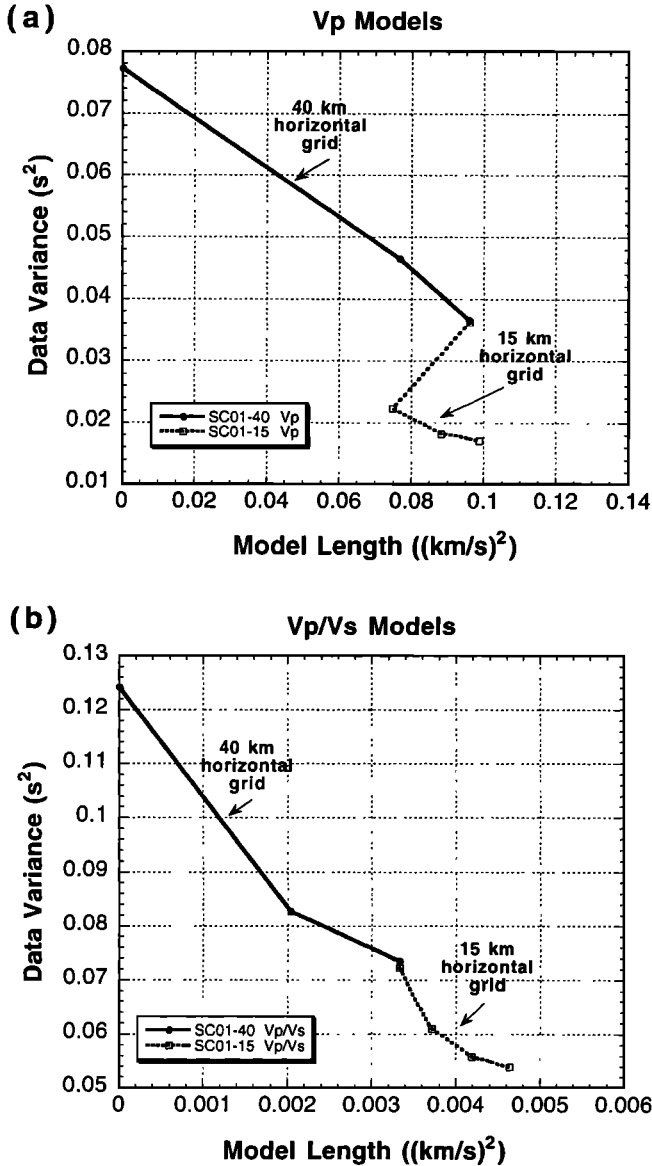 (a)
Vp Models
0.08
0.07
0.06
0.05
0.04
0.03
0.02
0.01
Data Variance (s²)
40 km
horizontal
grid
15 km
horizontal
grid
SC01-40 Vp
SC01-15 Vp
0 0.02 0.04 0.06 0.08 0.1 0.12 0.14
Model Length ((km/s)²)
(b)
Vp/Vs Models
0.13
0.12
0.11
0.1
0.09
0.08
0.07
0.06
0.05
Data Variance (s²)
40 km
horizontal
grid
15 km
horizontal
grid
SC01-40 Vp/Vs
SC01-15 Vp/Vs
0 0.001 0.002 0.003 0.004 0.005 0.006
Model Length ((km/s)²)